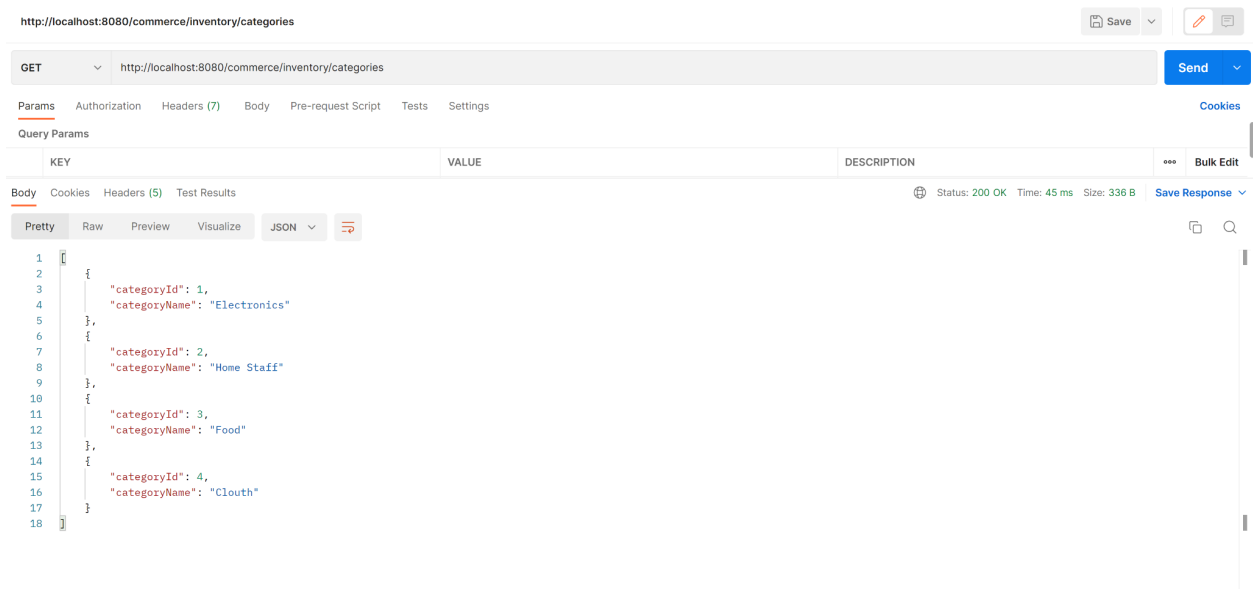 http://localhost:8080/commerce/inventory/categories
Save
GET http://localhost:8080/commerce/inventory/categories Send
Params Authorization Headers (7) Body Pre-request Script Tests Settings Cookies
Query Params
KEY VALUE DESCRIPTION ooo Bulk Edit
Body Cookies Headers (5) Test Results Status: 200 OK Time: 45 ms Size: 336 B Save Response
Pretty Raw Preview Visualize JSON
1 [
2 {
3 "categoryId": 1,
4 "categoryName": "Electronics"
5 },
6 {
7 "categoryId": 2,
8 "categoryName": "Home Staff"
9 },
10 {
11 "categoryId": 3,
12 "categoryName": "Food"
13 },
14 {
15 "categoryId": 4,
16 "categoryName": "Clouth"
17 }
18 ]